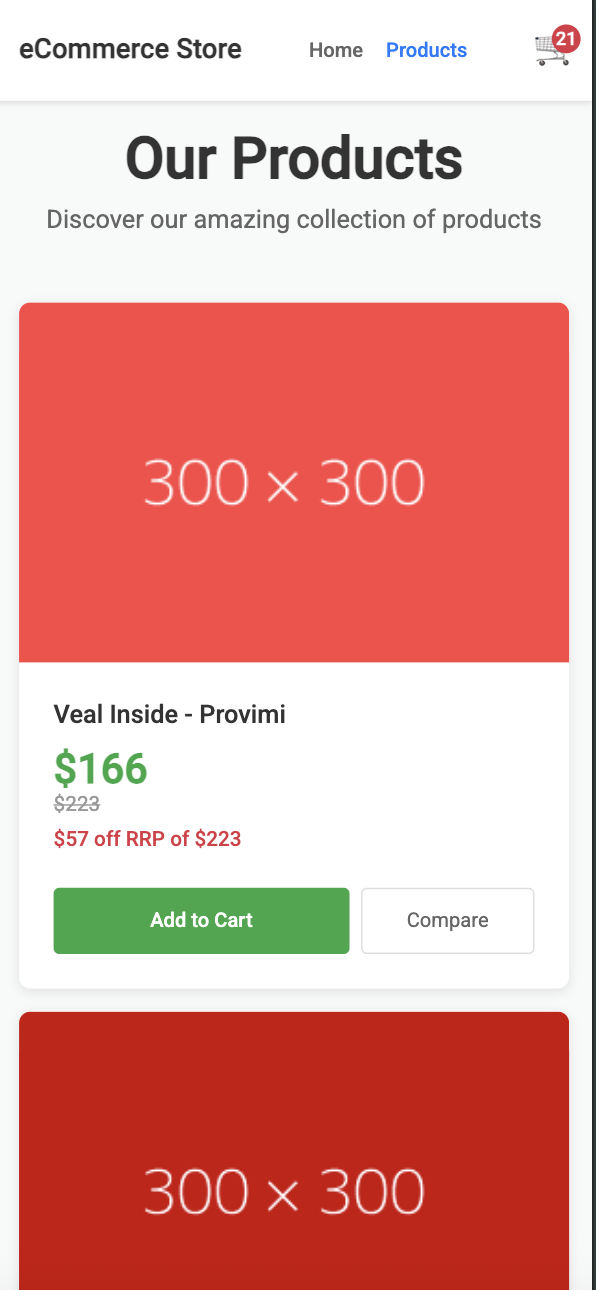 eCommerce Store Home Products 21
Our Products
Discover our amazing collection of products
300 × 300
Veal Inside - Provimi
$166
$223
$57 off RRP of $223
Add to Cart Compare
300 × 300